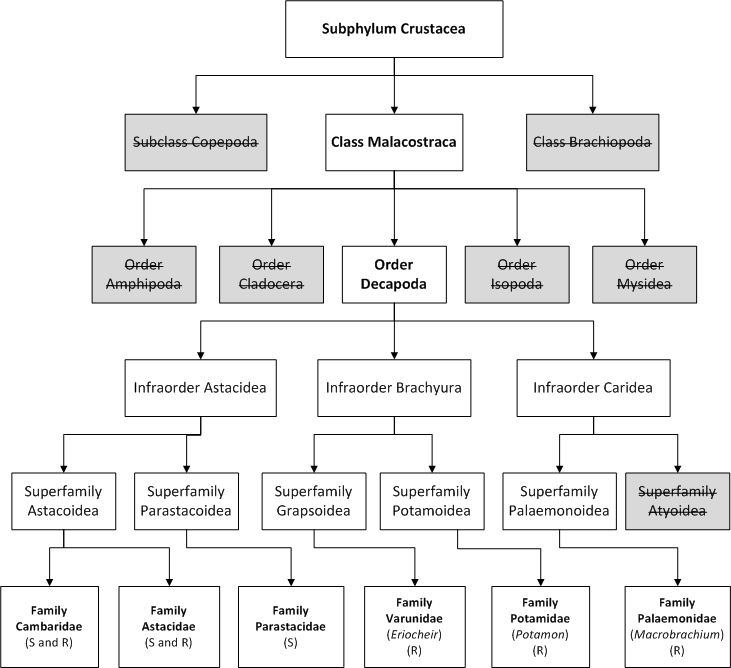 Subphylum Crustacea
Subclass Copepoda
Class Malacostraca
Class Brachiopoda
Order
Amphipoda
Order
Cladocera
Order
Decapoda
Order
Isopoda
Order
Mysidea
Infraorder Astacidea
Infraorder Brachyura
Infraorder Caridea
Superfamily
Astacoidea
Superfamily
Parastacoidea
Superfamily
Grapsoidea
Superfamily
Potamoidea
Superfamily
Palaemonoidea
Superfamily
Atyoidea
Family
Cambaridae
(S and R)
Family
Astacidae
(S and R)
Family
Parastacidae
(S)
Family
Varunidae
(Eriocheir)
(R)
Family
Potamidae
(Potamon)
(R)
Family
Palaemonidae
(Macrobrachium)
(R)